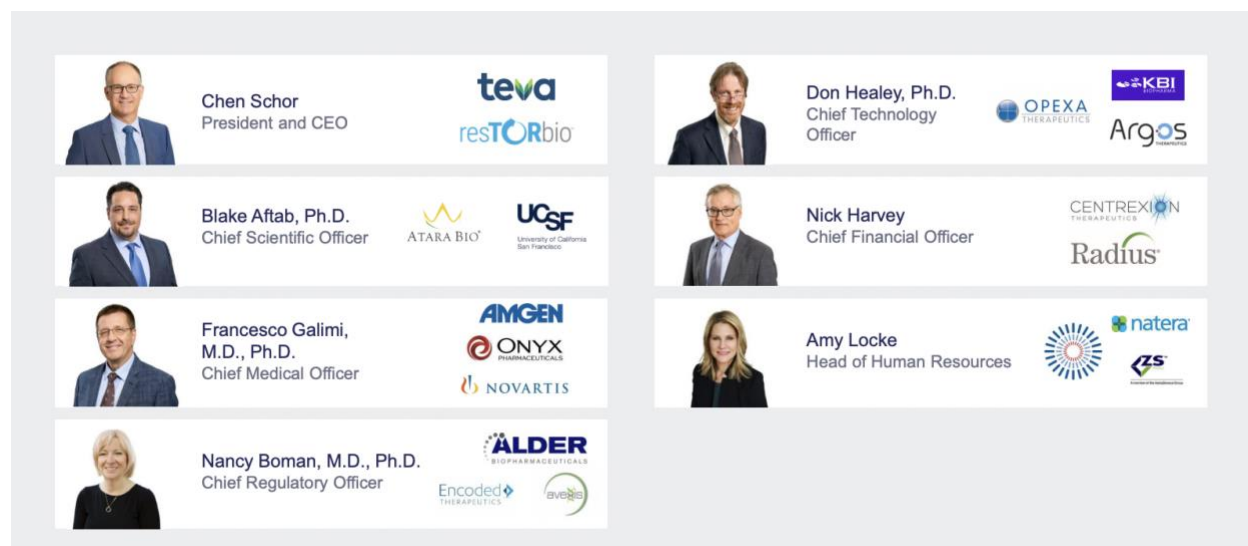 Chen Schor
President and CEO
teva
resTORbio
Blake Aftab, Ph.D.
Chief Scientific Officer
ATARA BIO
UCSF
University of California
San Francisco
Francesco Galimi,
M.D., Ph.D.
Chief Medical Officer
AMGEN
ONYX
PHARMACEUTICALS
NOVARTIS
Nancy Boman, M.D., Ph.D.
Chief Regulatory Officer
ALDER
BIOPHARMACEUTICALS
Encoded
THERAPEUTICS
avexis
Don Healey, Ph.D.
Chief Technology
Officer
OPEXA
THERAPEUTICS
KBI
BIOPHARMA
Argos
THERAPEUTICS
Nick Harvey
Chief Financial Officer
CENTREXION
THERAPEUTICS
Radius
Amy Locke
Head of Human Resources
natera
ZS